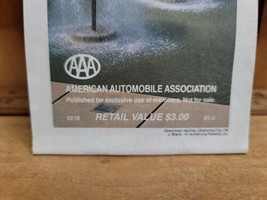 AAA
AMERICAN AUTOMOBILE ASSOCIATION
Published for exclusive use of members. Not for sale.
RETAIL VALUE $3.00